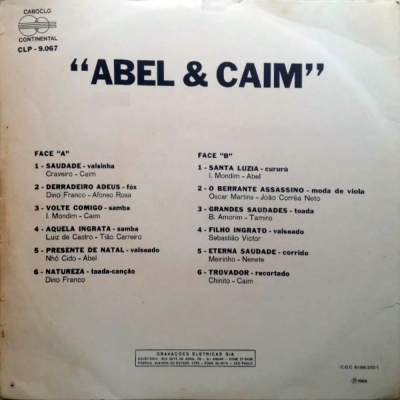 CABOCLO
CONTINENTAL
CLP - 9.067
"ABEL & CAIM"
FACE "A"
1 - SAUDADE - valsinha
Craveiro - Caim
2 - DERRADEIRO ADEUS - fóx
Dino Franco - Afonso Rosa
3 - VOLTE COMIGO - samba
I. Mondim - Caim
4 - AQUELA INGRATA - samba
Luiz de Castro - Tião Carreiro
5 - PRESENTE DE NATAL - valseado
Nhô Cido - Abel
6 - NATUREZA - toada-canção
Dino Franco
FACE "B"
1 - SANTA LUZIA - cururú
I. Mondim - Abel
2 - O BERRANTE ASSASSINO - moda de viola
Oscar Martins - João Corrêa Neto
3 - GRANDES SAUDADES - toada
B. Amorim - Tamiro
4 - FILHO INGRATO - valseado
Sebastião Victor
5 - ETERNA SAUDADE - corrido
Meirinho - Nenete
6 - TROVADOR - recortado
Chinito - Caim
GRAVAÇÕES ELÉTRICAS S/A